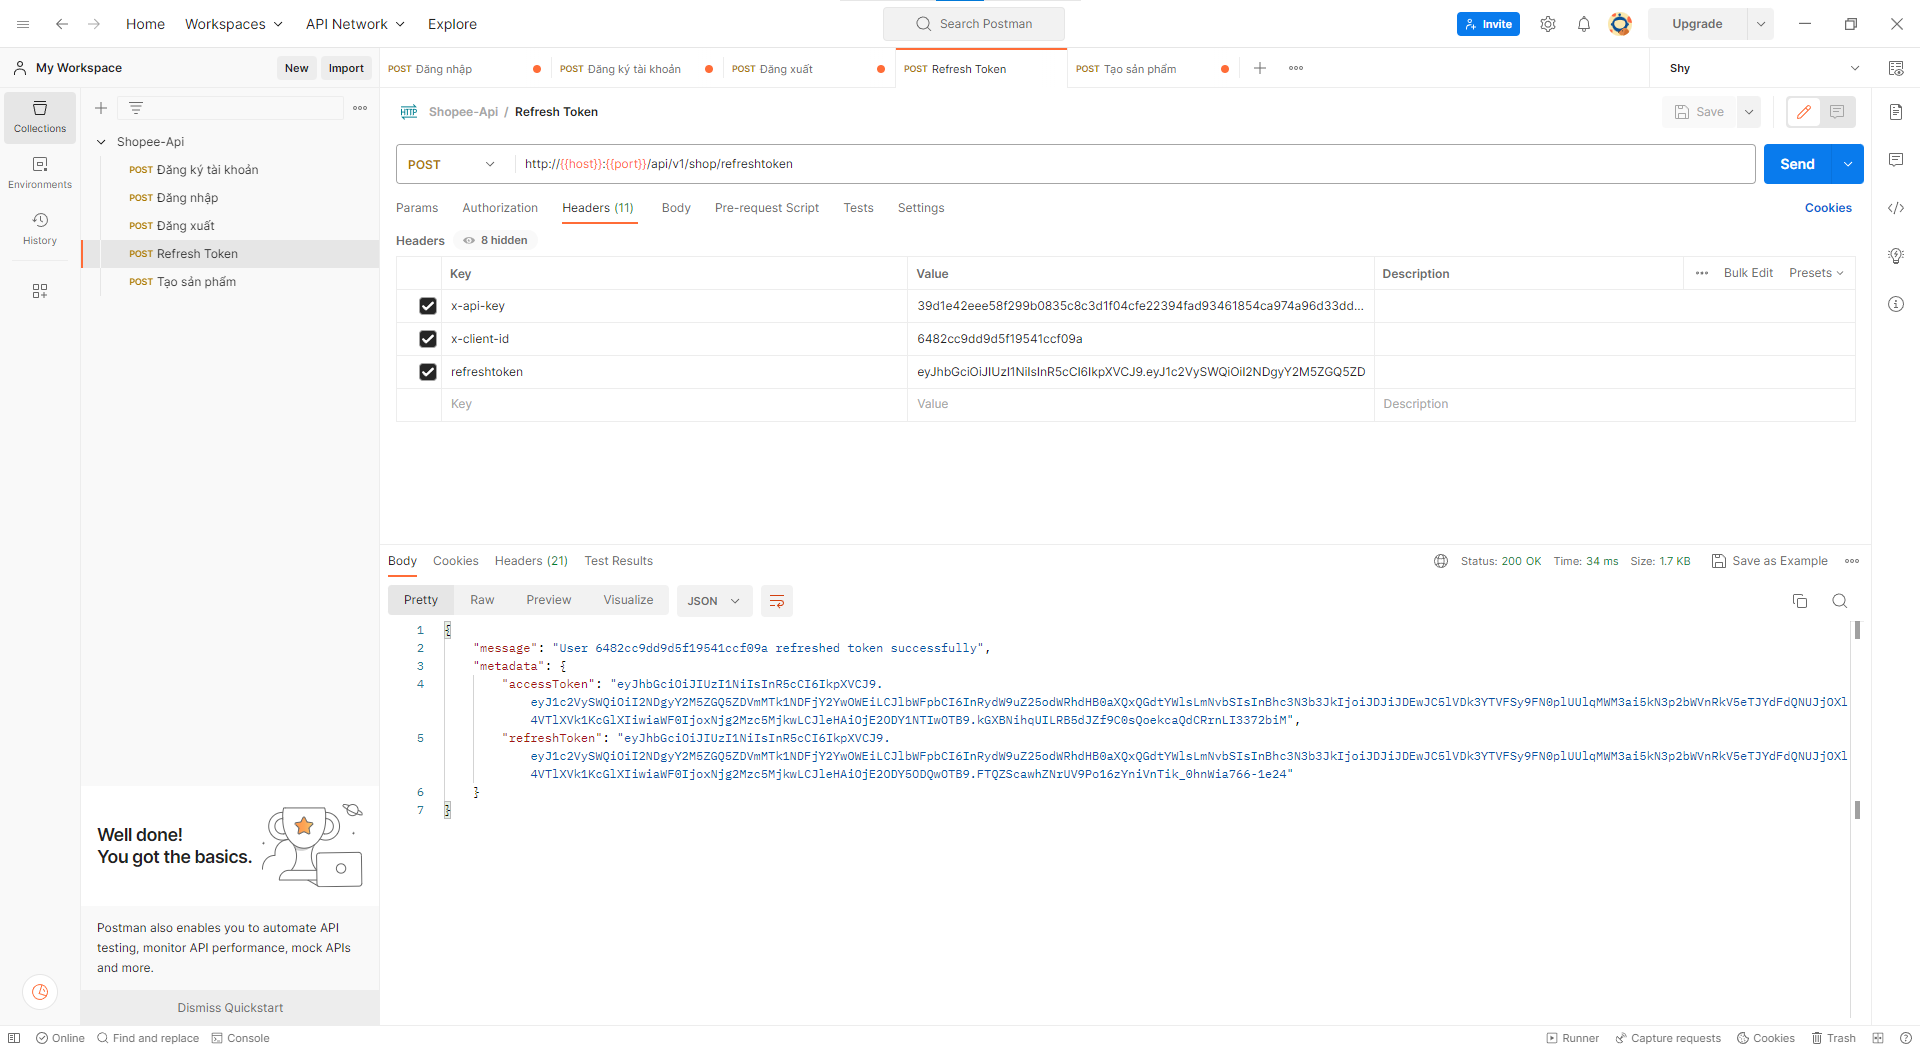 Home
Workspaces
API Network
Explore
Search Postman
Invite
Upgrade
My Workspace
New
Import
POST Đăng nhập
POST Đăng ký tài khoản
POST Đăng xuất
POST Refresh Token
POST Tạo sản phẩm
Shy
Collections
Environments
History
Shopee-Api
POST Đăng ký tài khoản
POST Đăng nhập
POST Đăng xuất
POST Refresh Token
POST Tạo sản phẩm
HTTP Shopee-Api / Refresh Token
Save
POST
http://{{host}}:{{port}}/api/v1/shop/refreshtoken
Send
Params
Authorization
Headers (11)
Body
Pre-request Script
Tests
Settings
Cookies
Headers
8 hidden
Key
Value
Description
Bulk Edit
Presets
x-api-key
39d1e42eee58f299b0835c8c3d1f04cfe22394fad93461854ca974a96d33dd...
x-client-id
6482cc9dd9d5f19541ccf09a
refreshtoken
eyJhbGciOiJIUzI1NiIsInR5cCI6IkpXVCJ9.eyJ1c2VySWQiOiI2NDgyY2M5ZGQ5ZD
Key
Value
Description
Body
Cookies
Headers (21)
Test Results
Status: 200 OK
Time: 34 ms
Size: 1.7 KB
Save as Example
Pretty
Raw
Preview
Visualize
JSON
1 {
2 "message": "User 6482cc9dd9d5f19541ccf09a refreshed token successfully",
3 "metadata": {
4 "accessToken": "eyJhbGciOiJIUzI1NiIsInR5cCI6IkpXVCJ9.
eyJ1c2VySWQiOiI2NDgyY2M5ZGQ5ZDVmMTk1NDFjY2YwOWEiLCJlbWFpbCI6InRydW9uZ25odWRhdHB0aXQxQGdtYWlsLmNvbSIsInBhc3N3b3JkIjoiJDJiJDEwJC5lVDk3YTVFSy9FN0plUUlqMWM3ai5kN3p2bWVnRkV5eTJYdFdQNUJjOXl
4VTlXVk1KcGlXIiwiaWF0IjoxNjg2Mzc5MjkwLCJleHAiOjE2ODY1NTIwOTB9.kGXBNihqUILRB5dJZf9C0sQoekcaQdCRrnLI3372biM",
5 "refreshToken": "eyJhbGciOiJIUzI1NiIsInR5cCI6IkpXVCJ9.
eyJ1c2VySWQiOiI2NDgyY2M5ZGQ5ZDVmMTk1NDFjY2YwOWEiLCJlbWFpbCI6InRydW9uZ25odWRhdHB0aXQxQGdtYWlsLmNvbSIsInBhc3N3b3JkIjoiJDJiJDEwJC5lVDk3YTVFSy9FN0plUUlqMWM3ai5kN3p2bWVnRkV5eTJYdFdQNUJjOXl
4VTlXVk1KcGlXIiwiaWF0IjoxNjg2Mzc5MjkwLCJleHAiOjE2ODY5ODQwOTB9.FTQZScawhZNrUV9Po16zYniVnTik_0hnWia766-1e24"
6 }
7 }
Well done!
You got the basics.
Postman also enables you to automate API
testing, monitor API performance, mock APIs
and more.
Dismiss Quickstart
Online
Find and replace
Console
Runner
Capture requests
Cookies
Trash